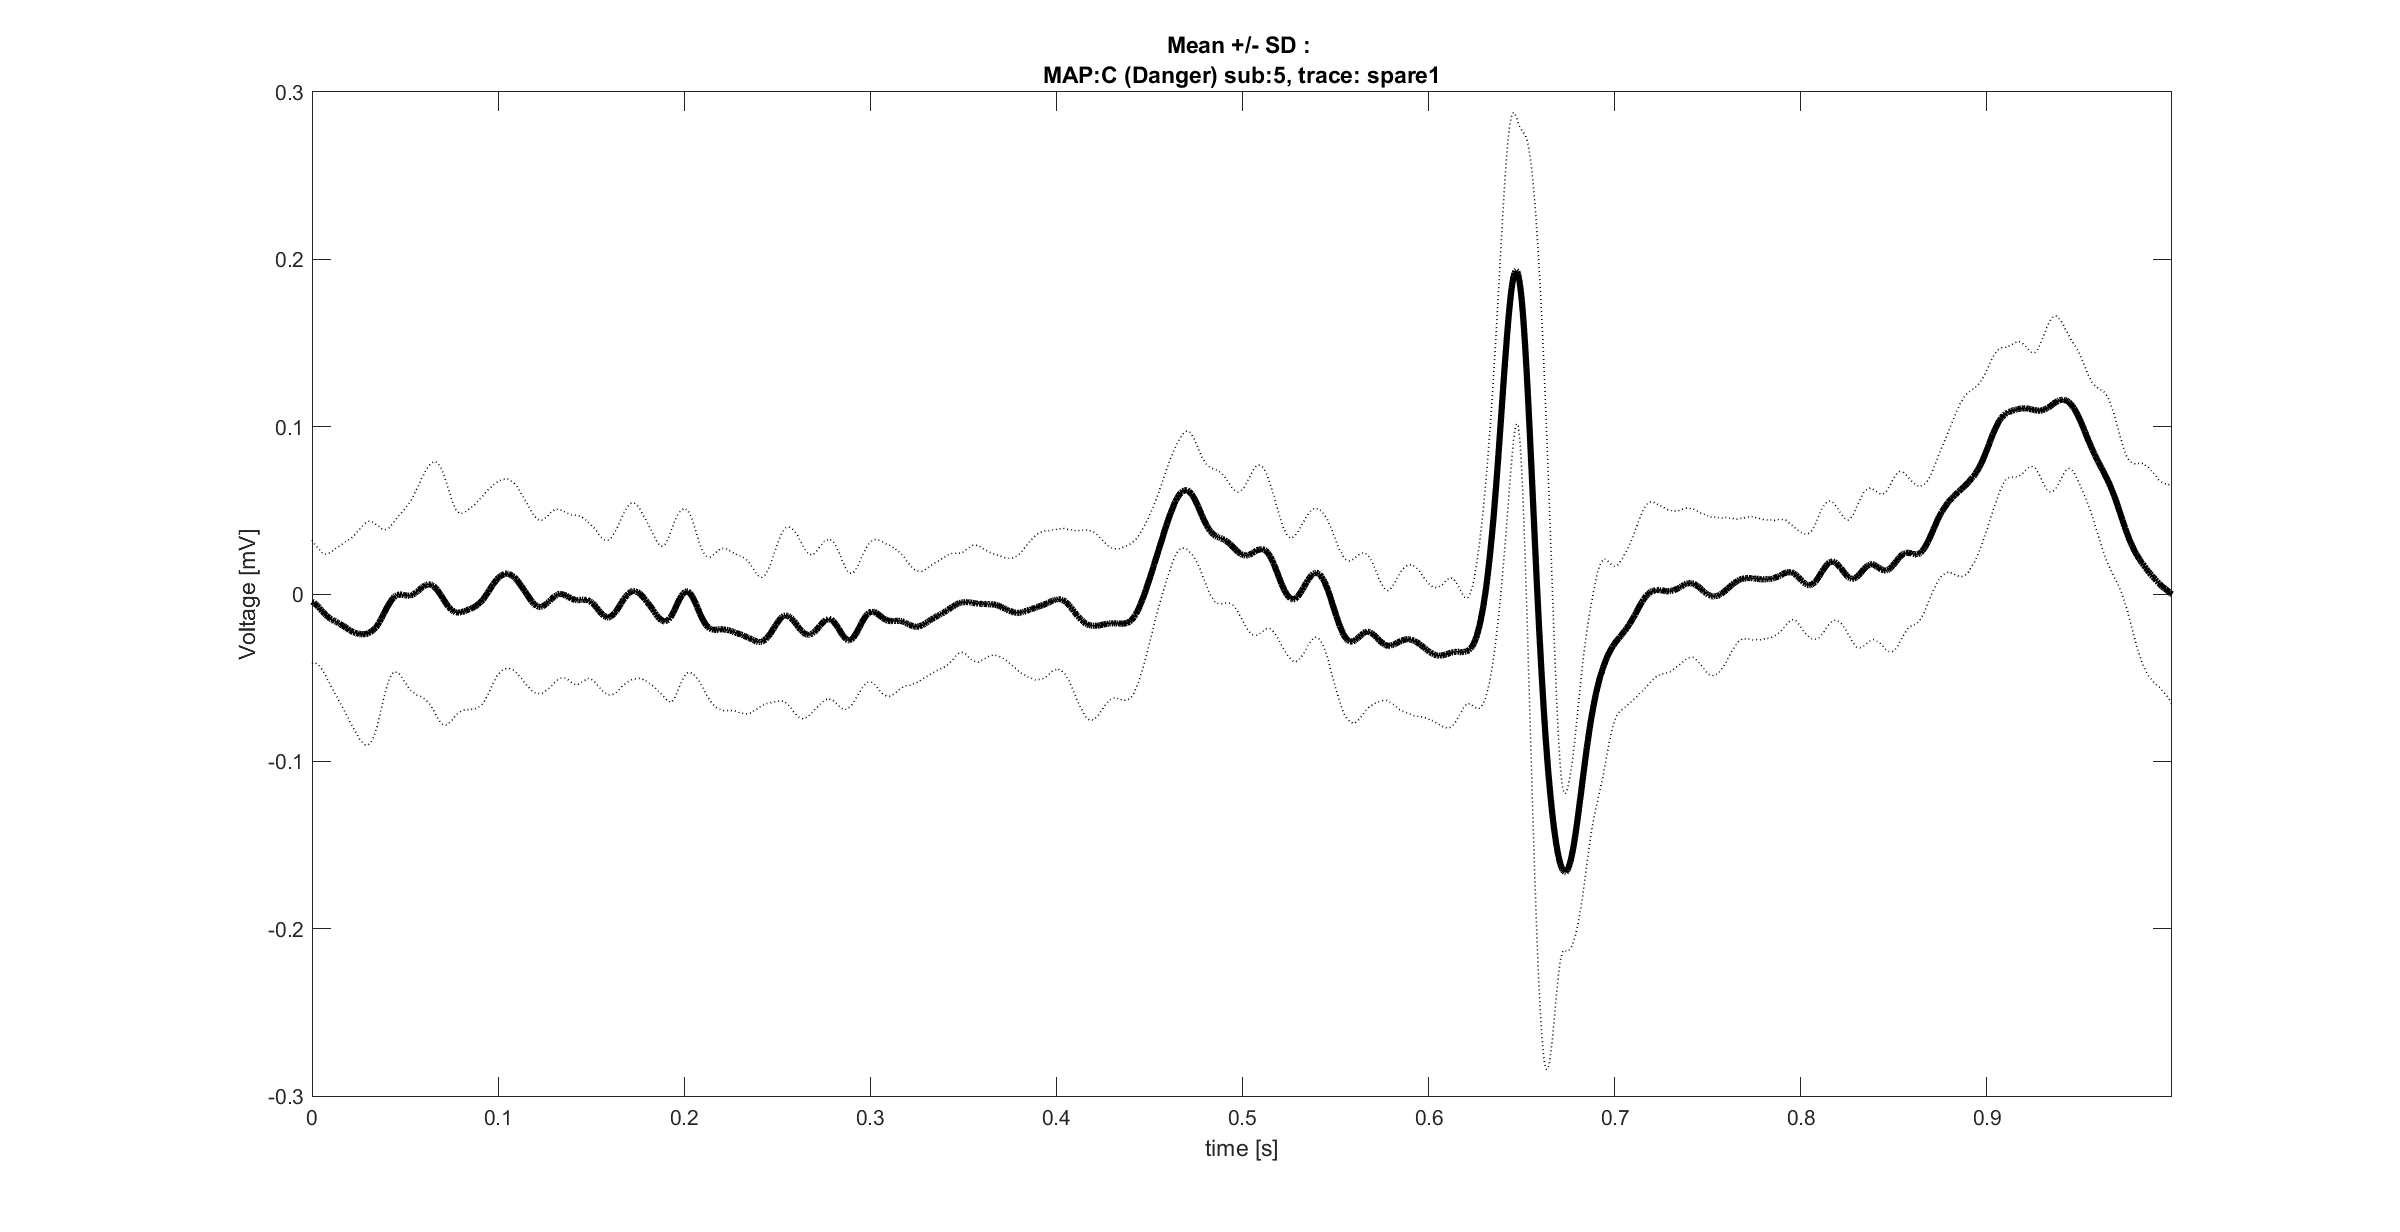 Mean +/- SD :
MAP:C (Danger) sub:5, trace: spare1
0.3
0.2
0.1
0
-0.1
-0.2
-0.3
Voltage [mV]
0 0.1 0.2 0.3 0.4 0.5 0.6 0.7 0.8 0.9
time [s]